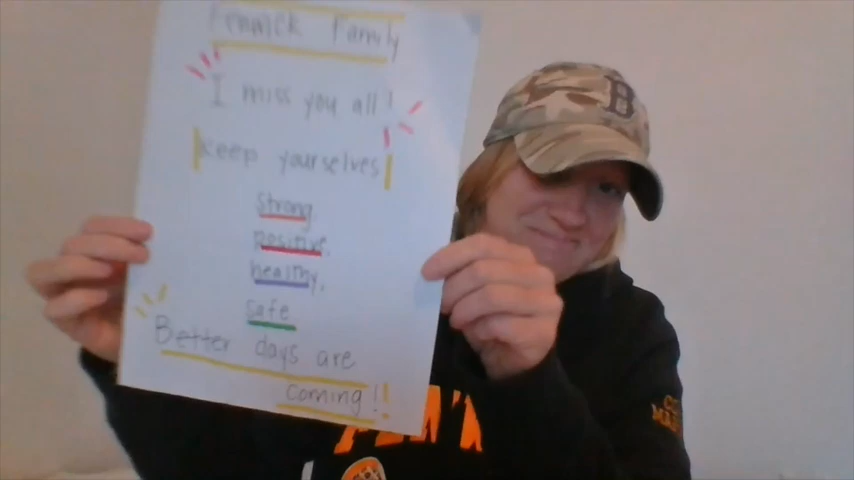 Fenwick Family
I miss you all!
keep yourselves
strong,
positive,
healthy,
safe.
Better days are
coming!!
B